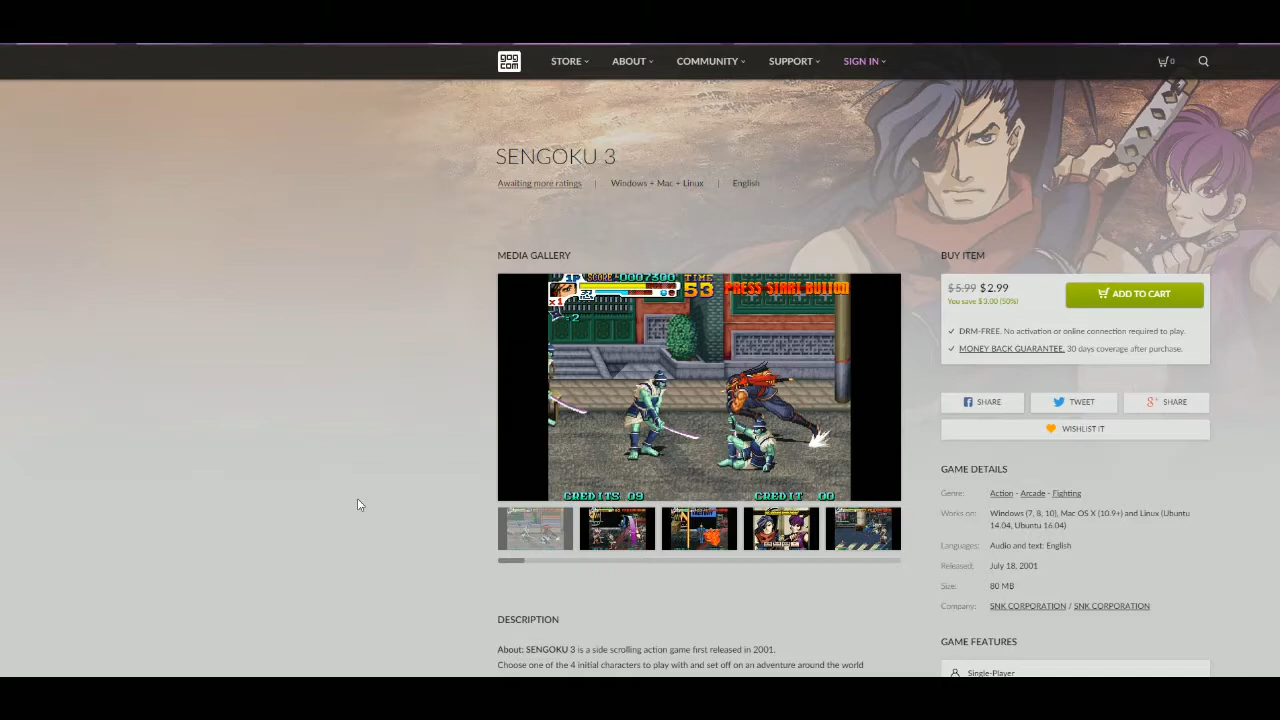 gog
com
STORE
ABOUT
COMMUNITY
SUPPORT
SIGN IN
0
SENGOKU 3
Awaiting more ratings | Windows + Mac + Linux | English
MEDIA GALLERY
1P SCORE 0007300 TIME
53
PRESS START BUTTON
x1
-2
CREDITS 09
CREDIT 00
BUY ITEM
$ 5.99 $ 2.99
You save $ 3.00 (50%)
ADD TO CART
✓ DRM-FREE. No activation or online connection required to play.
✓ MONEY BACK GUARANTEE. 30 days coverage after purchase.
SHARE
TWEET
SHARE
WISHLIST IT
GAME DETAILS
Genre: Action - Arcade - Fighting
Works on: Windows (7, 8, 10), Mac OS X (10.9+) and Linux (Ubuntu
14.04, Ubuntu 16.04)
Languages: Audio and text: English
Released: July 18, 2001
Size: 80 MB
Company: SNK CORPORATION / SNK CORPORATION
GAME FEATURES
Single-Player
DESCRIPTION
About: SENGOKU 3 is a side scrolling action game first released in 2001.
Choose one of the 4 initial characters to play with and set off on an adventure around the world